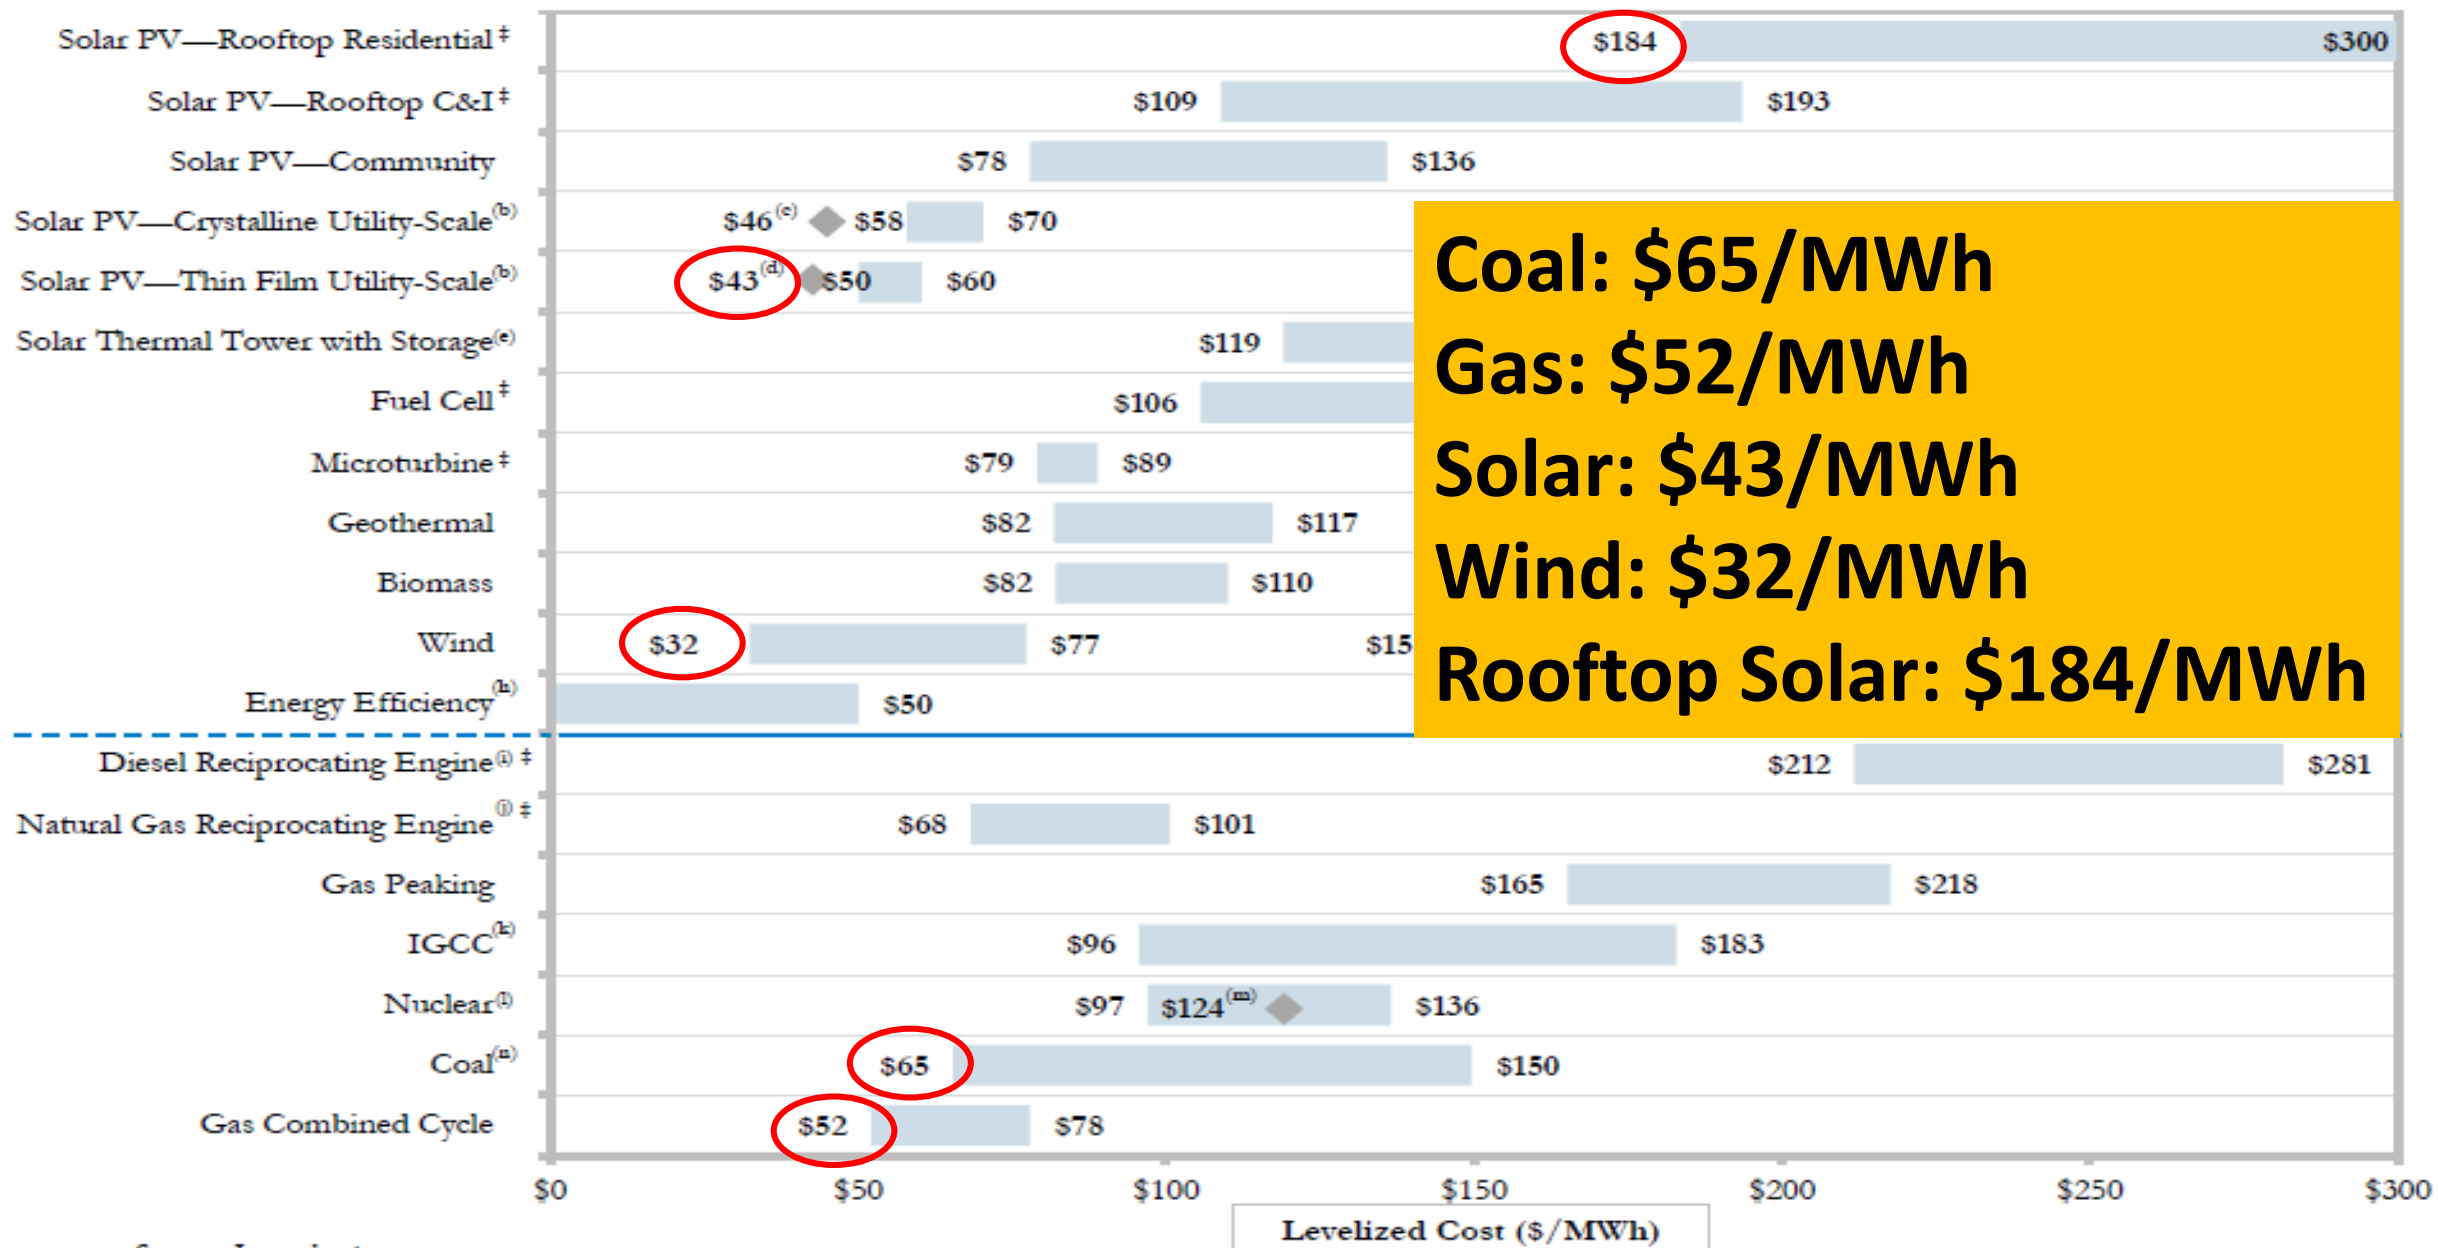 Solar PV—Rooftop Residential ‡ $184 $300
Solar PV—Rooftop C&I ‡ $109 $193
Solar PV—Community $78 $136
Solar PV—Crystalline Utility-Scale(b) $46(c) $58 $70
Solar PV—Thin Film Utility-Scale(b) $43(d) $50 $60
Solar Thermal Tower with Storage(e) $119
Fuel Cell ‡ $106
Microturbine ‡ $79 $89
Geothermal $82 $117
Biomass $82 $110
Wind $32 $77 $15
Energy Efficiency(h) $50
Coal: $65/MWh
Gas: $52/MWh
Solar: $43/MWh
Wind: $32/MWh
Rooftop Solar: $184/MWh
Diesel Reciprocating Engine(i) ‡ $212 $281
Natural Gas Reciprocating Engine(j) ‡ $68 $101
Gas Peaking $165 $218
IGCC(k) $96 $183
Nuclear(l) $97 $124(m) $136
Coal(n) $65 $150
Gas Combined Cycle $52 $78
$0 $50 $100 $150 $200 $250 $300
Levelized Cost ($/MWh)